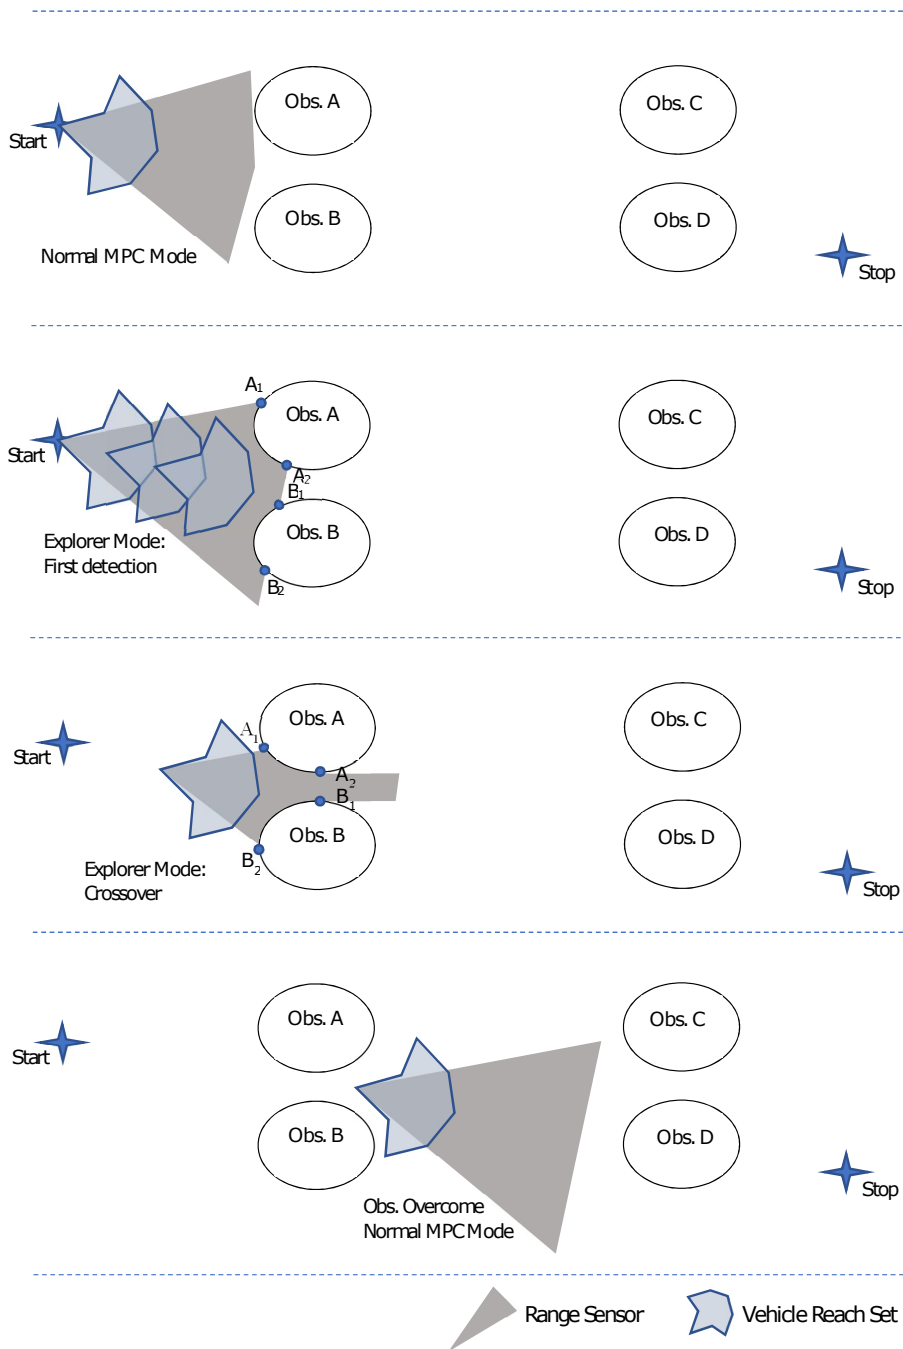 Obs. A
Obs. C
Start
Obs. B
Obs. D
Normal MPC Mode
Stop
A1
Obs. A
Obs. C
Start
A2
B1
Obs. B
Obs. D
Explorer Mode:
First detection
B2
Stop
Obs. A
Obs. C
A1
Start
A2
B1
Obs. B
Obs. D
B2
Explorer Mode:
Crossover
Stop
Obs. A
Obs. C
Start
Obs. B
Obs. D
Stop
Obs. Overcome
Normal MPC Mode
Range Sensor
Vehicle Reach Set